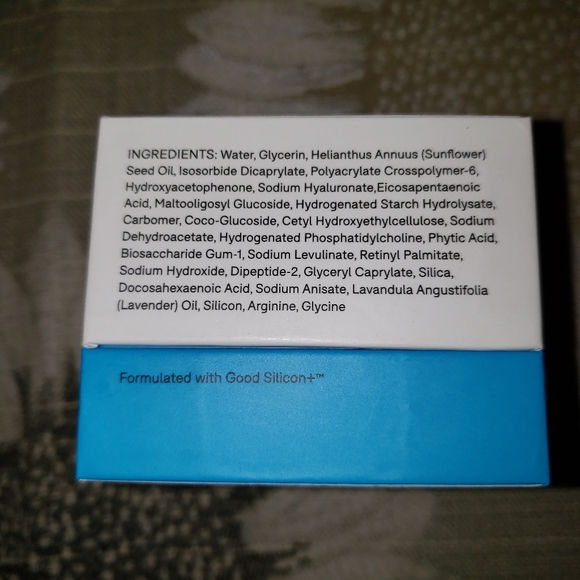 INGREDIENTS: Water, Glycerin, Helianthus Annuus (Sunflower)
Seed Oil, Isosorbide Dicaprylate, Polyacrylate Crosspolymer-6,
Hydroxyacetophenone, Sodium Hyaluronate,Eicosapentaenoic
Acid, Maltooligosyl Glucoside, Hydrogenated Starch Hydrolysate,
Carbomer, Coco-Glucoside, Cetyl Hydroxyethylcellulose, Sodium
Dehydroacetate, Hydrogenated Phosphatidylcholine, Phytic Acid,
Biosaccharide Gum-1, Sodium Levulinate, Retinyl Palmitate,
Sodium Hydroxide, Dipeptide-2, Glyceryl Caprylate, Silica,
Docosahexaenoic Acid, Sodium Anisate, Lavandula Angustifolia
(Lavender) Oil, Silicon, Arginine, Glycine
Formulated with Good Silicon+™